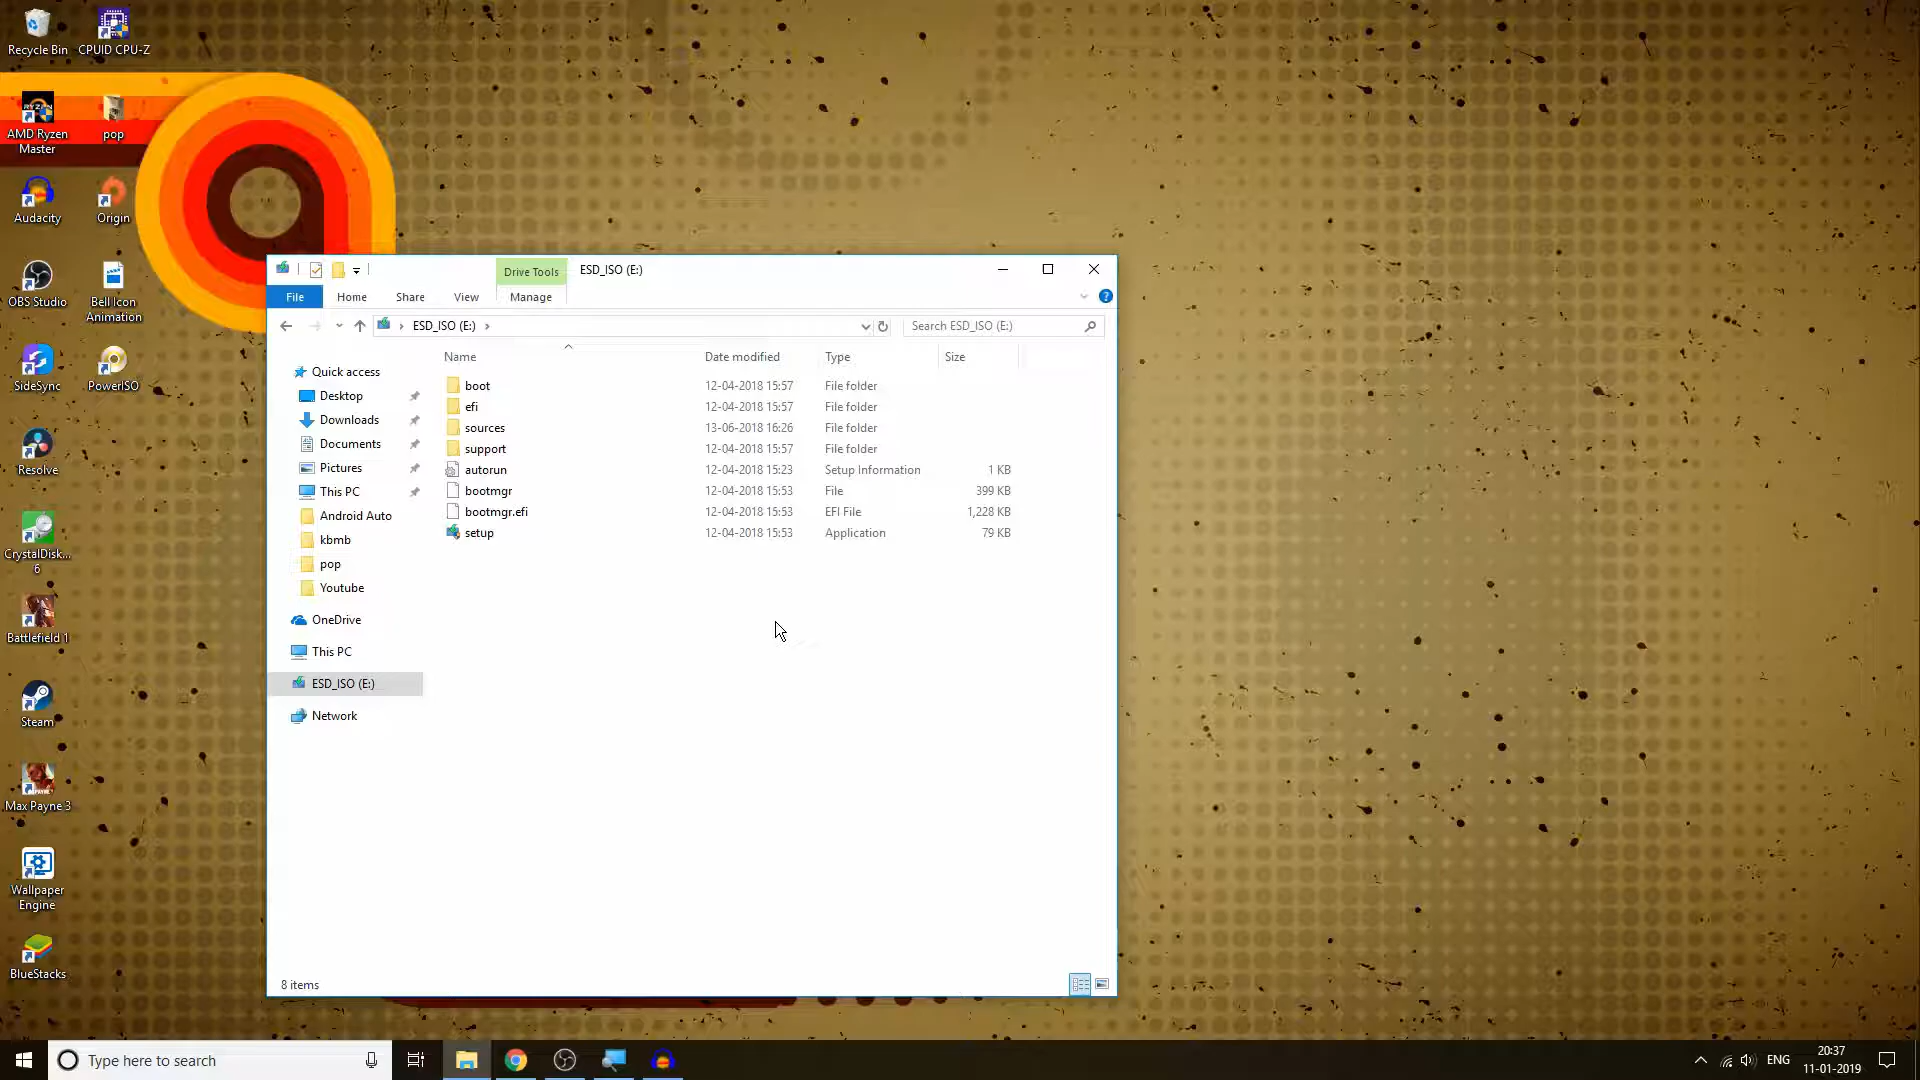 Recycle Bin
CPUID CPU-Z
AMD Ryzen
Master
pop
Audacity
Origin
OBS Studio
Bell Icon
Animation
SideSync
PowerISO
Resolve
CrystalDisk...
6
Battlefield 1
Steam
Max Payne 3
Wallpaper
Engine
BlueStacks
Drive Tools
ESD_ISO (E:)
File
Home
Share
View
Manage
ESD_ISO (E:)
Search ESD_ISO (E:)
Quick access
Desktop
Downloads
Documents
Pictures
This PC
Android Auto
kbmb
pop
Youtube
OneDrive
This PC
ESD_ISO (E:)
Network
Name Date modified Type Size
boot 12-04-2018 15:57 File folder
efi 12-04-2018 15:57 File folder
sources 13-06-2018 16:26 File folder
support 12-04-2018 15:57 File folder
autorun 12-04-2018 15:23 Setup Information 1 KB
bootmgr 12-04-2018 15:53 File 399 KB
bootmgr.efi 12-04-2018 15:53 EFI File 1,228 KB
setup 12-04-2018 15:53 Application 79 KB
8 items
Type here to search
ENG
20:37
11-01-2019